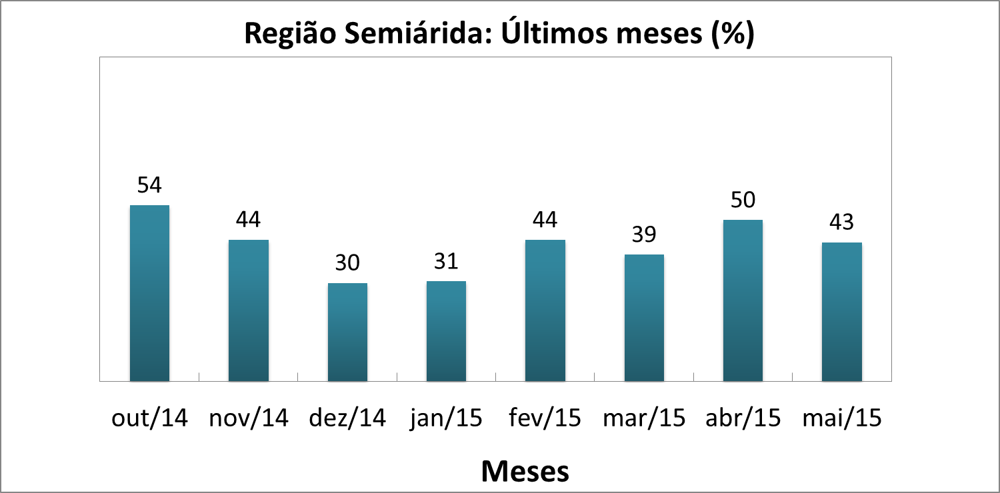 Região Semiárida: Últimos meses (%)
54
44
30
31
44
39
50
43
out/14 nov/14 dez/14 jan/15 fev/15 mar/15 abr/15 mai/15
Meses